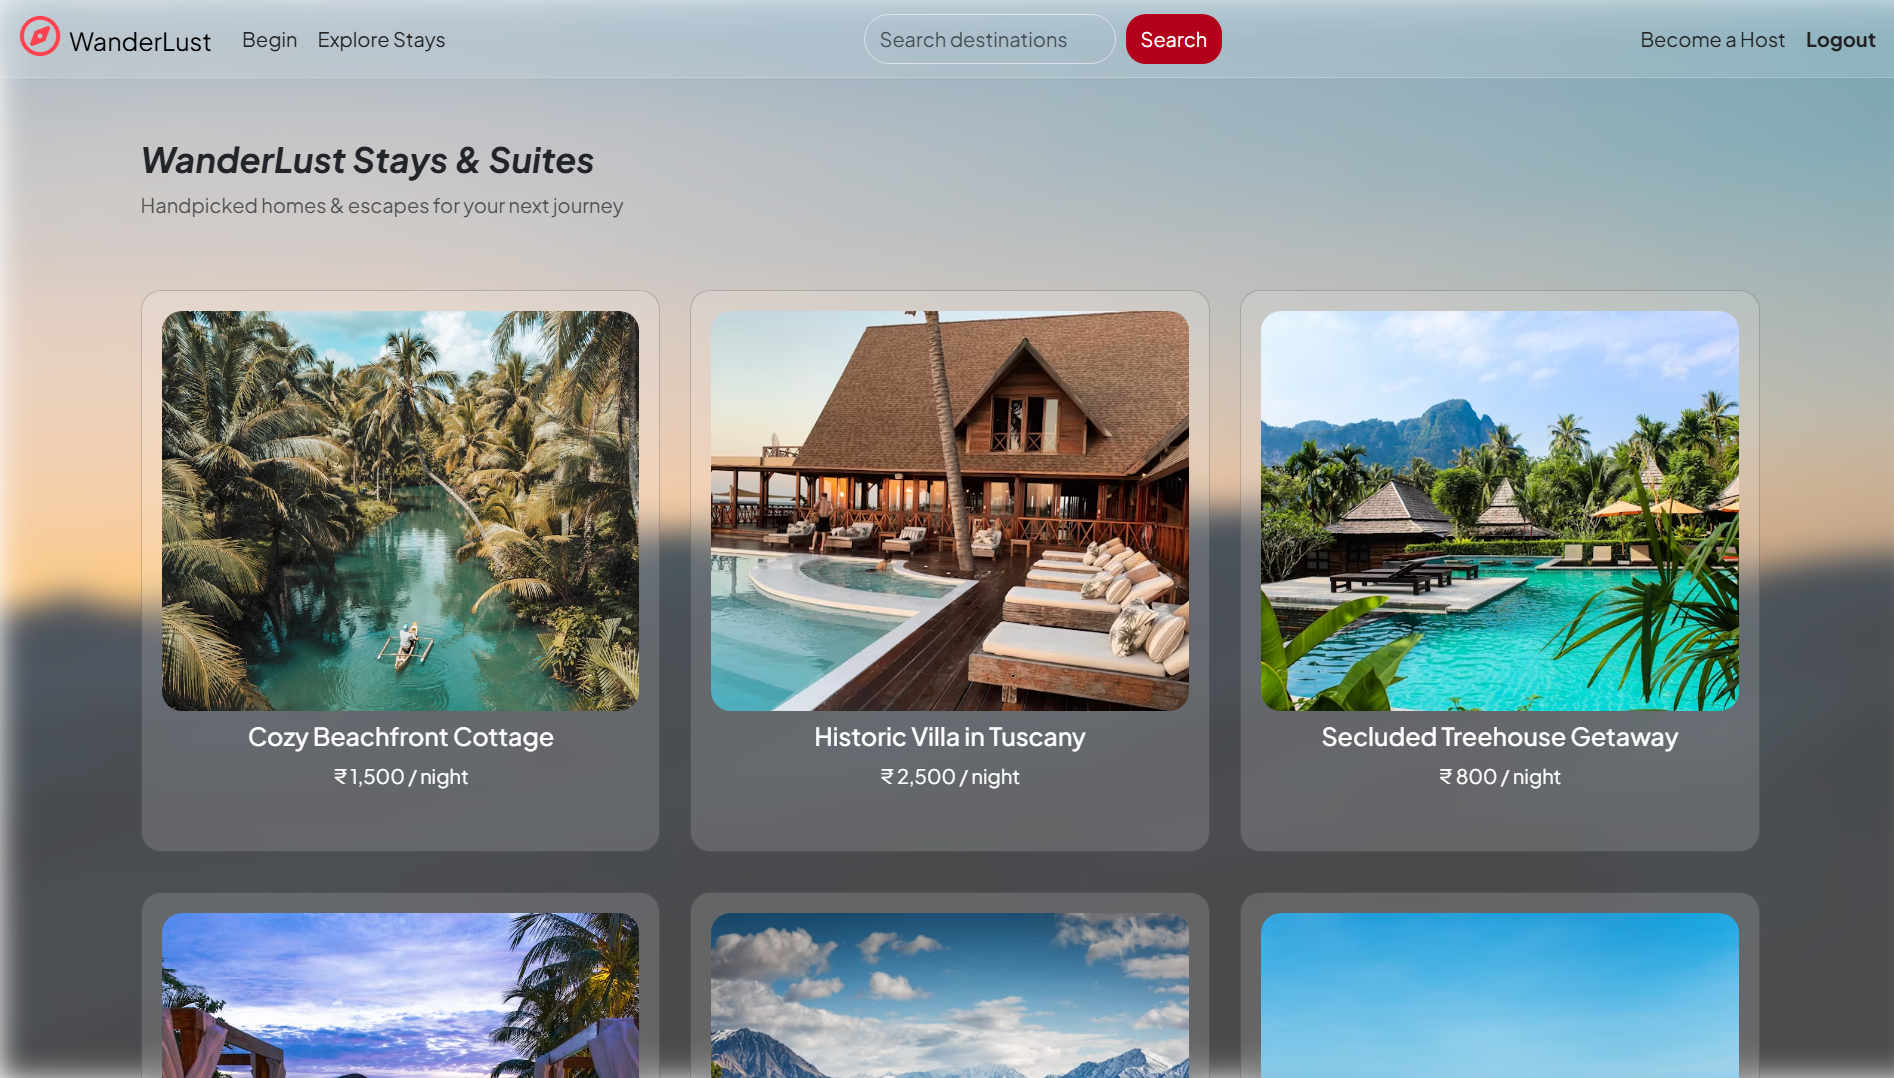 WanderLust
Begin
Explore Stays
Search destinations
Search
Become a Host
Logout
WanderLust Stays & Suites
Handpicked homes & escapes for your next journey
Cozy Beachfront Cottage
₹ 1,500 / night
Historic Villa in Tuscany
₹ 2,500 / night
Secluded Treehouse Getaway
₹ 800 / night